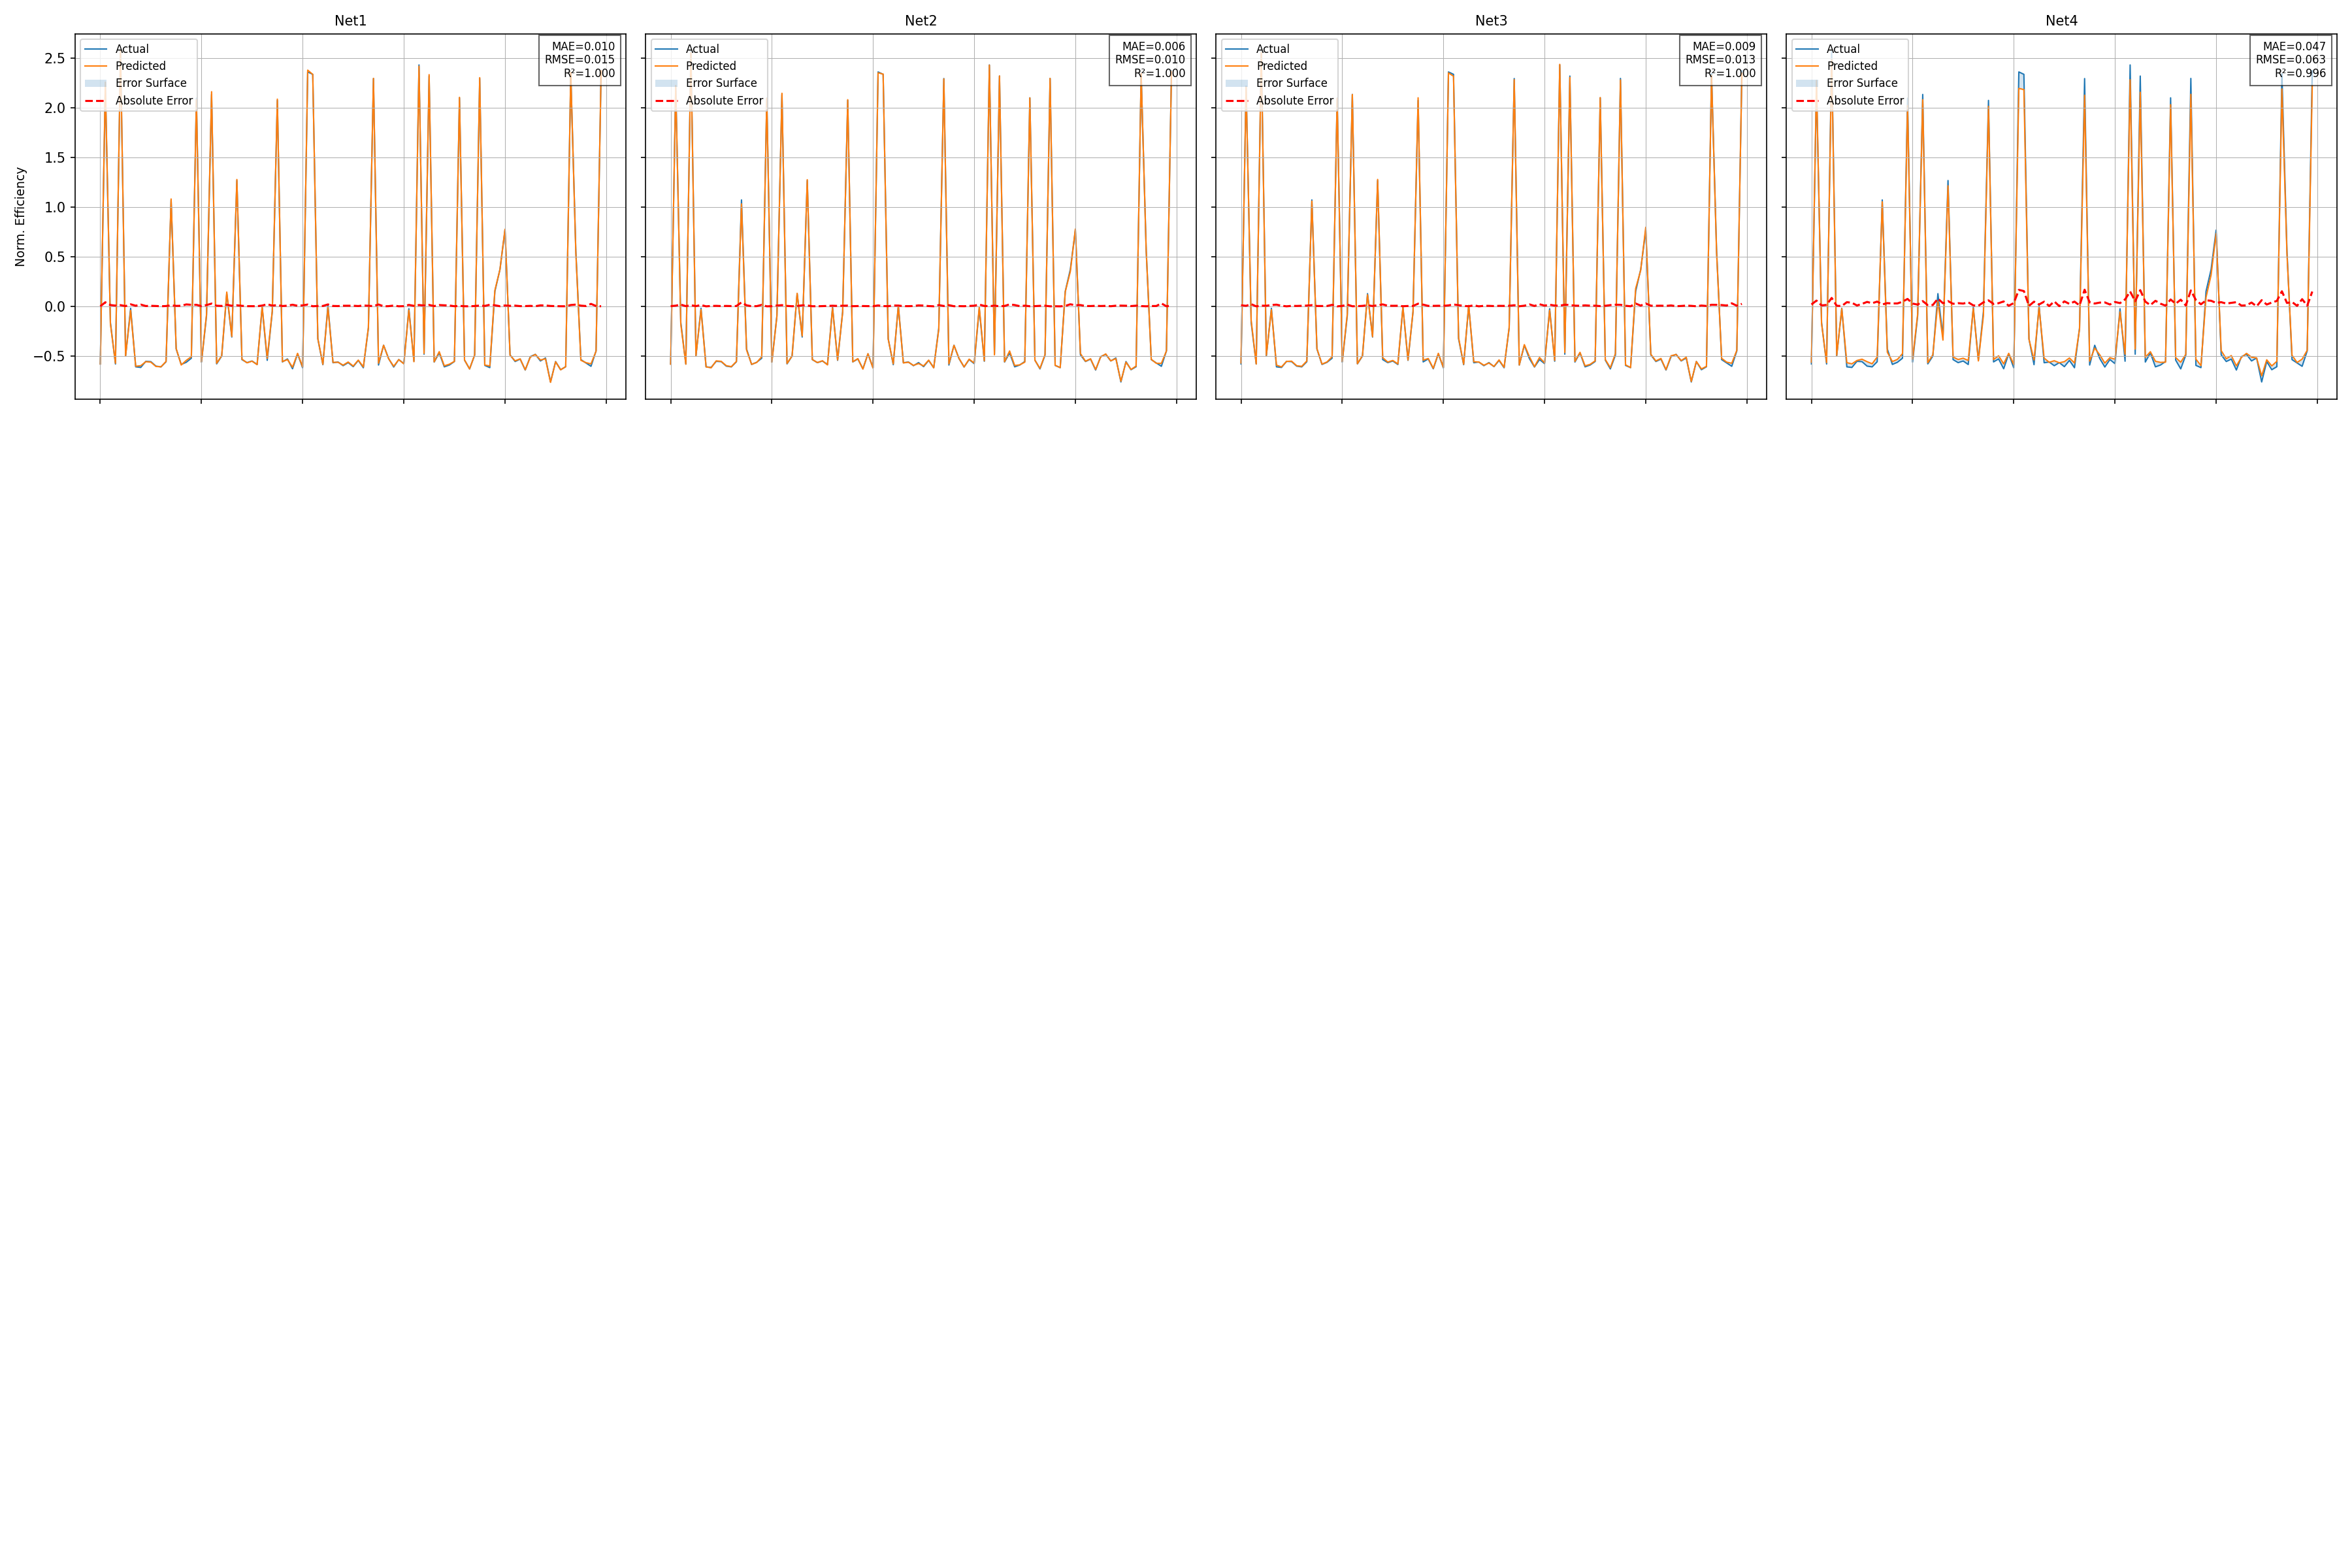 Net1
Net2
Net3
Net4
Norm. Efficiency
2.5
2.0
1.5
1.0
0.5
0.0
−0.5
Actual
Predicted
Error Surface
Absolute Error
MAE=0.010
RMSE=0.015
R²=1.000
Actual
Predicted
Error Surface
Absolute Error
MAE=0.006
RMSE=0.010
R²=1.000
Actual
Predicted
Error Surface
Absolute Error
MAE=0.009
RMSE=0.013
R²=1.000
Actual
Predicted
Error Surface
Absolute Error
MAE=0.047
RMSE=0.063
R²=0.996